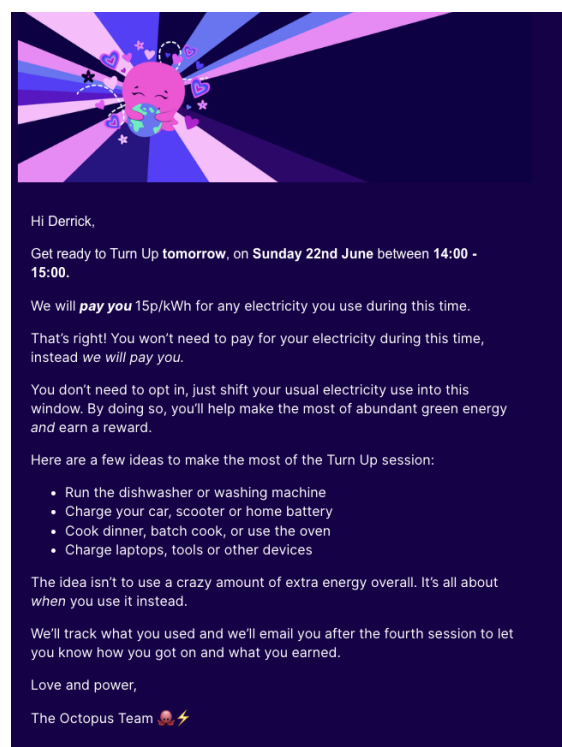 Hi Derrick,
Get ready to Turn Up tomorrow, on Sunday 22nd June between 14:00 -
15:00.
We will pay you 15p/kWh for any electricity you use during this time.
That’s right! You won’t need to pay for your electricity during this time,
instead we will pay you.
You don’t need to opt in, just shift your usual electricity use into this
window. By doing so, you’ll help make the most of abundant green energy
and earn a reward.
Here are a few ideas to make the most of the Turn Up session:
• Run the dishwasher or washing machine
• Charge your car, scooter or home battery
• Cook dinner, batch cook, or use the oven
• Charge laptops, tools or other devices
The idea isn’t to use a crazy amount of extra energy overall. It’s all about
when you use it instead.
We’ll track what you used and we’ll email you after the fourth session to let
you know how you got on and what you earned.
Love and power,
The Octopus Team 🐙⚡